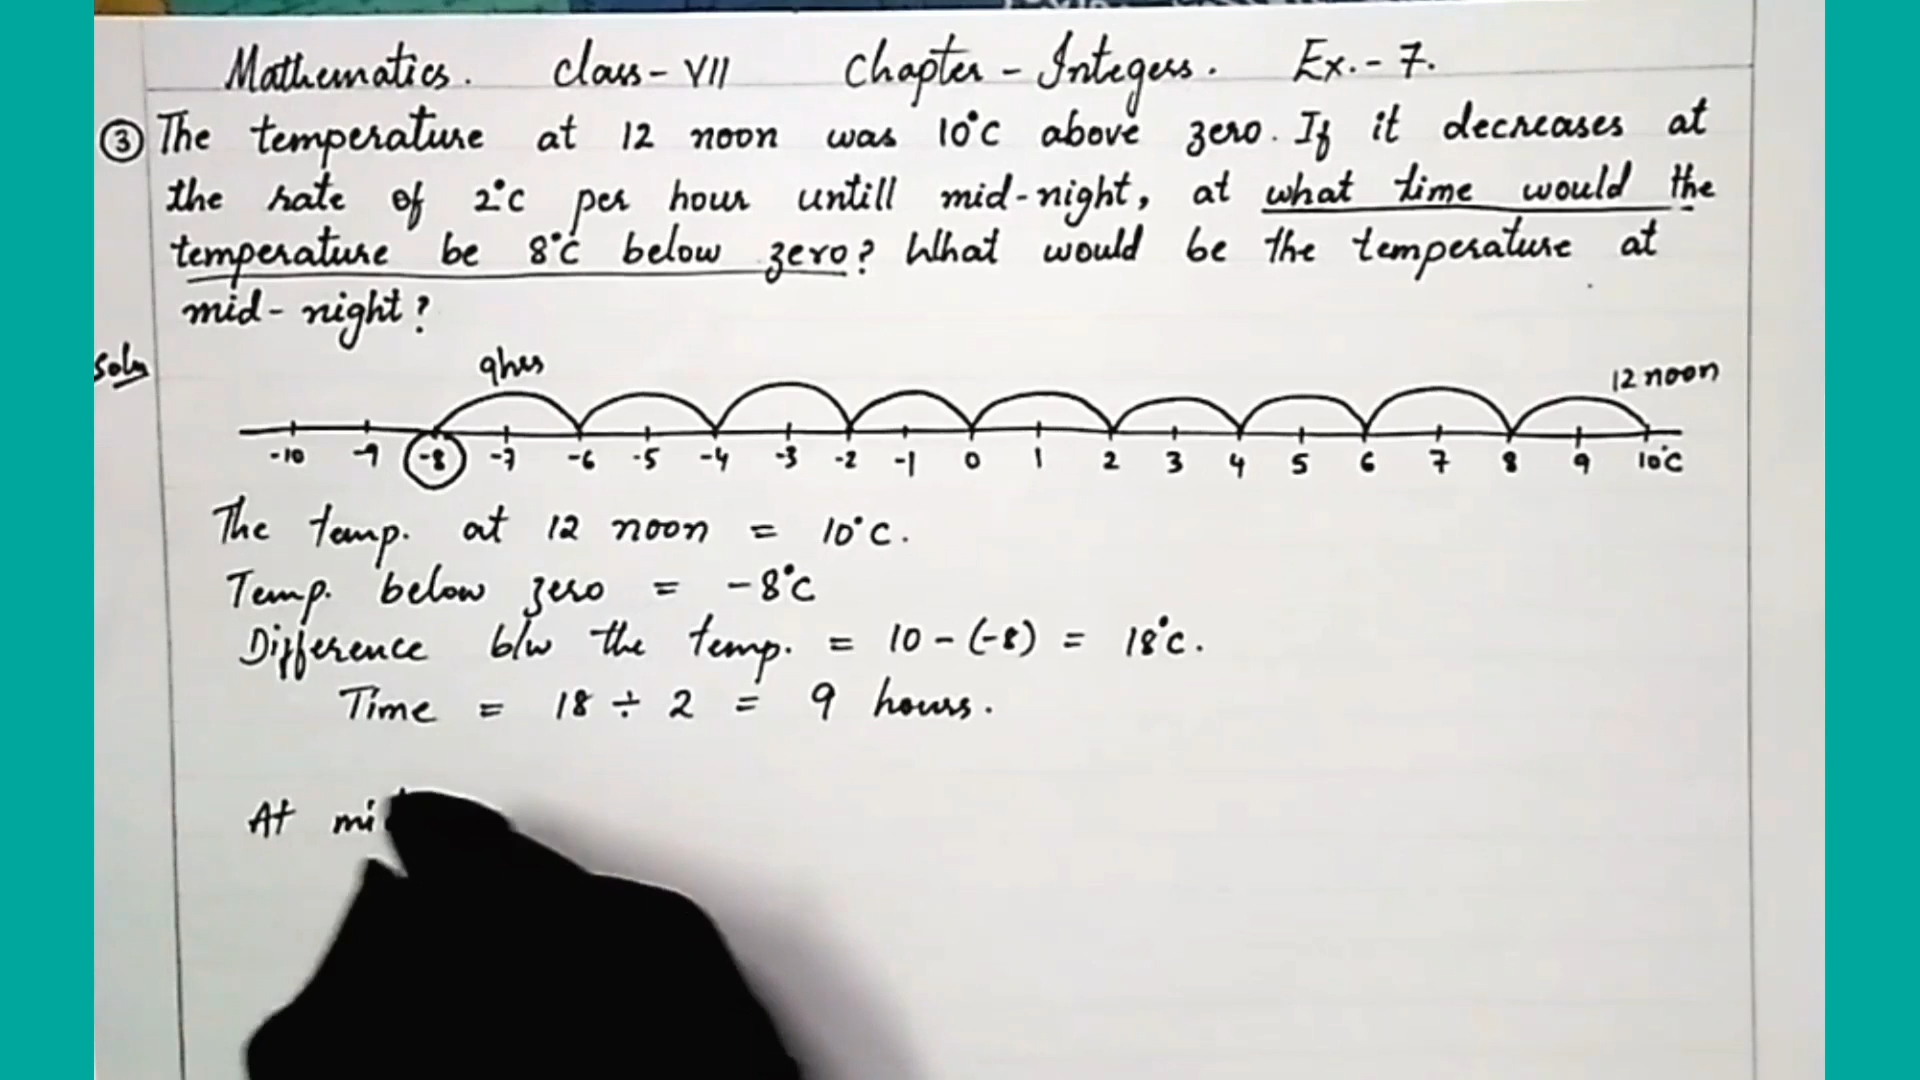 Mathematics. Class-VII Chapter - Integers. Ex.-7.
③ The temperature at 12 noon was 10°C above zero. If it decreases at
the rate of 2°C per hour untill mid-night, at what time would the
temperature be 8°C below zero? What would be the temperature at
mid-night?
Soln
9hrs 12 noon
-10 -9 -8 -7 -6 -5 -4 -3 -2 -1 0 1 2 3 4 5 6 7 8 9 10°C
The temp. at 12 noon = 10°C.
Temp. below zero = -8°C
Difference b/w the temp. = 10-(-8) = 18°C.
Time = 18 ÷ 2 = 9 hours.
At